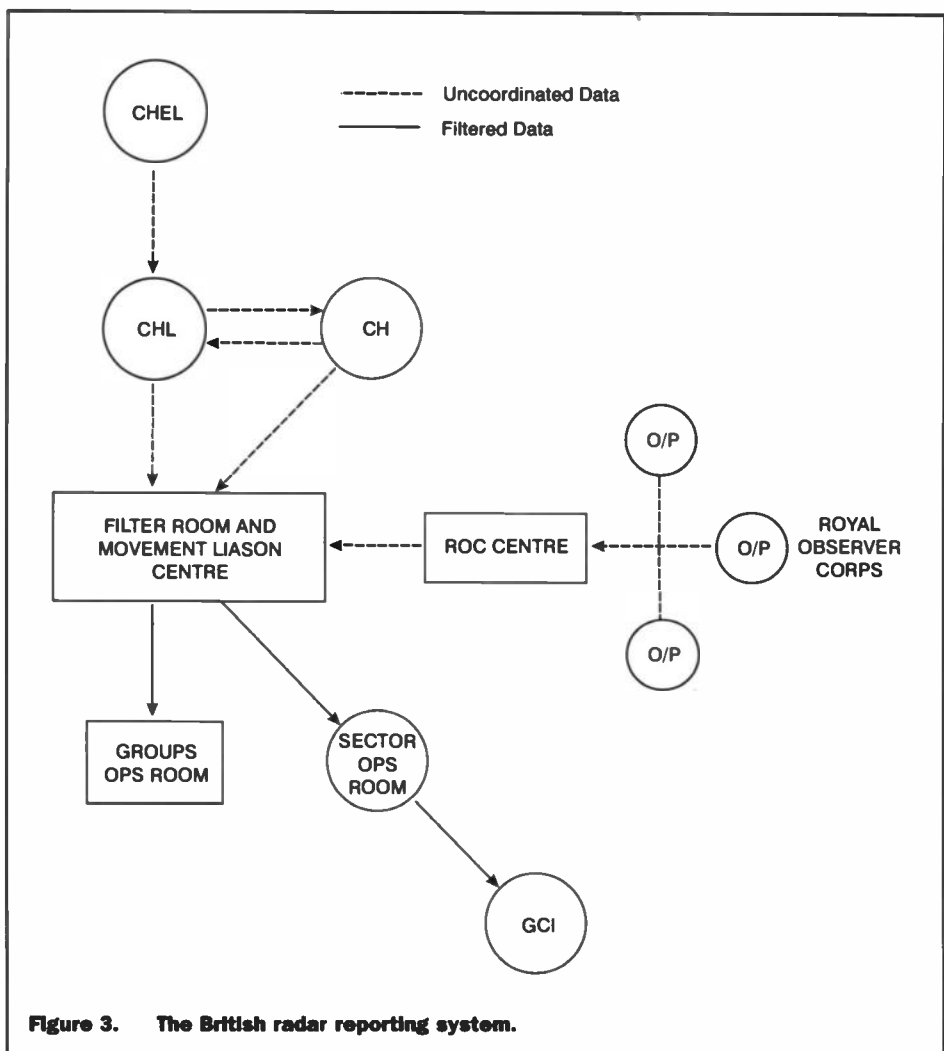 CHEL
Uncoordinated Data
Filtered Data
CHL
CH
O/P
FILTER ROOM AND
MOVEMENT LIASON
CENTRE
ROC CENTRE
O/P
ROYAL
OBSERVER
CORPS
O/P
GROUPS
OPS ROOM
SECTOR
OPS
ROOM
GCI
Figure 3. The British radar reporting system.